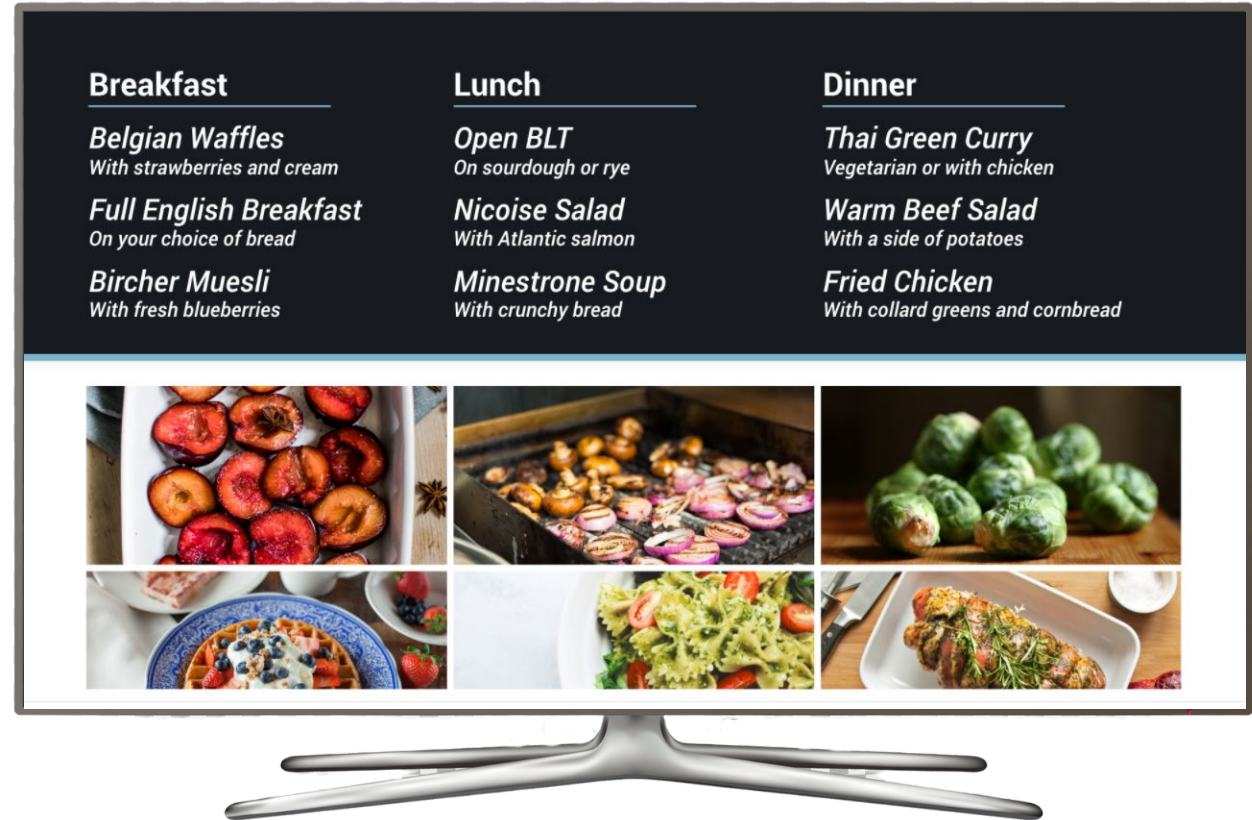 Breakfast
Belgian Waffles
With strawberries and cream
Full English Breakfast
On your choice of bread
Bircher Muesli
With fresh blueberries
Lunch
Open BLT
On sourdough or rye
Nicoise Salad
With Atlantic salmon
Minestrone Soup
With crunchy bread
Dinner
Thai Green Curry
Vegetarian or with chicken
Warm Beef Salad
With a side of potatoes
Fried Chicken
With collard greens and cornbread